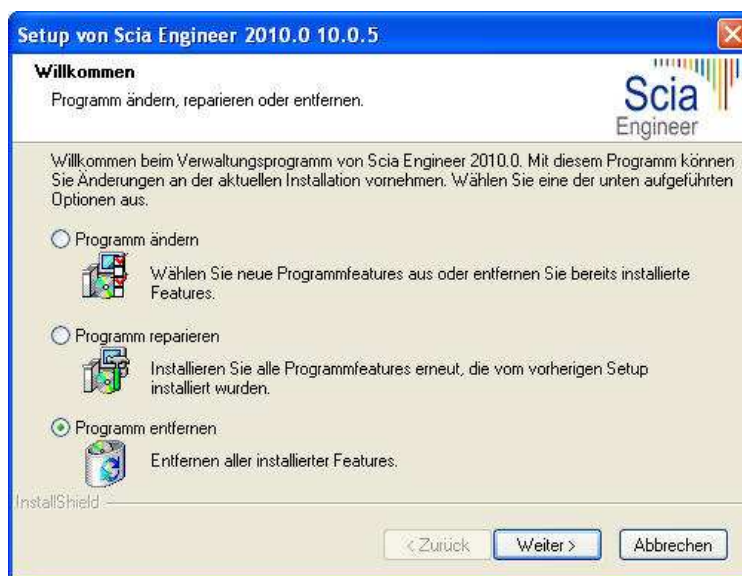 Setup von Scia Engineer 2010.0 10.0.5
Willkommen
Programm ändern, reparieren oder entfernen.
Scia
Engineer
Willkommen beim Verwaltungsprogramm von Scia Engineer 2010.0. Mit diesem Programm können
Sie Änderungen an der aktuellen Installation vornehmen. Wählen Sie eine der unten aufgeführten
Optionen aus.
Programm ändern
Wählen Sie neue Programmfeatures aus oder entfernen Sie bereits installierte
Features.
Programm reparieren
Installieren Sie alle Programmfeatures erneut, die vom vorherigen Setup
installiert wurden.
Programm entfernen
Entfernen aller installierter Features.
InstallShield
< Zurück
Weiter >
Abbrechen